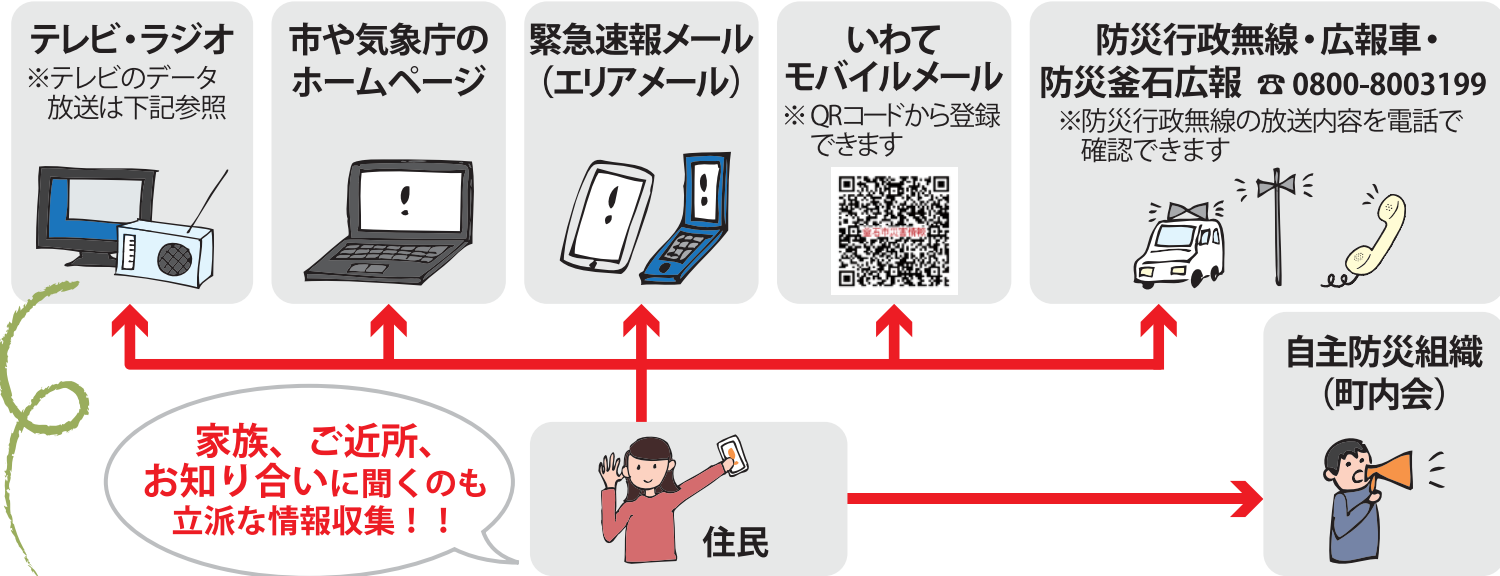 テレビ・ラジオ
※テレビのデータ
放送は下記参照
市や気象庁の
ホームページ
緊急速報メール
（エリアメール）
いわて
モバイルメール
※QRコードから登録
できます
釜石市災害情報
防災行政無線・広報車・
防災釜石広報 ☎ 0800-8003199
※防災行政無線の放送内容を電話で
確認できます
自主防災組織
（町内会）
家族、ご近所、
お知り合いに聞くのも
立派な情報収集！！
住民